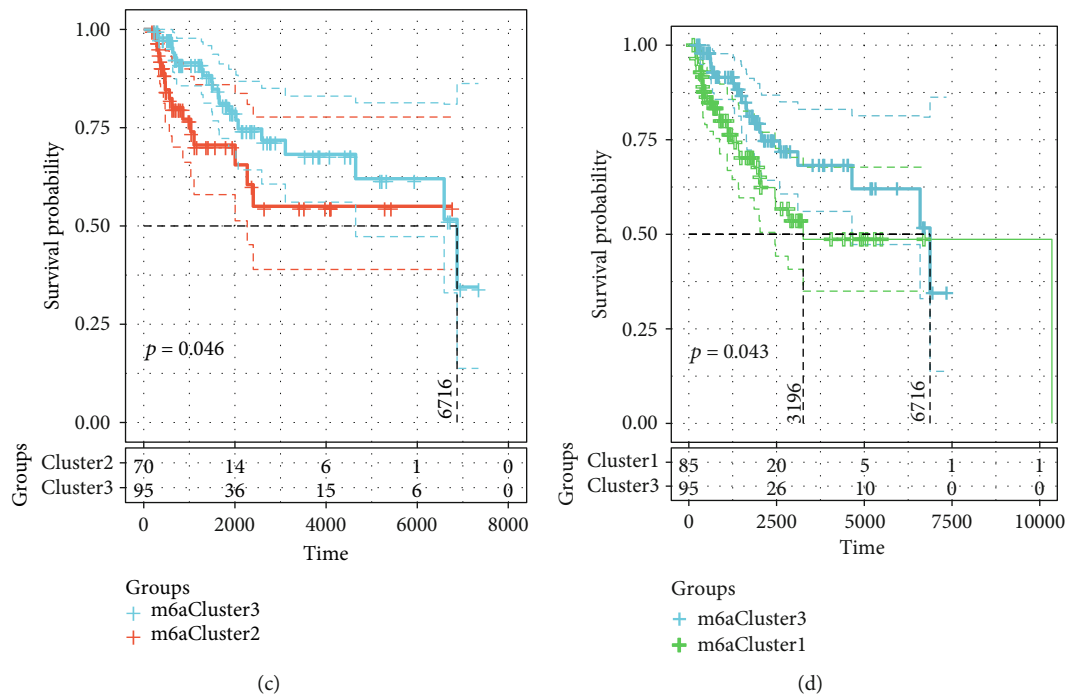 1.00
0.75
0.50
0.25
0.00
Survival probability
p = 0.046
6716
Groups
Cluster2 70 14 6 1 0
Cluster3 95 36 15 6 0
0 2000 4000 6000 8000
Time
Groups
m6aCluster3
m6aCluster2
(c)
1.00
0.75
0.50
0.25
0.00
Survival probability
p = 0.043
3196
6716
Groups
Cluster1 85 20 5 1 1
Cluster3 95 26 10 0 0
0 2500 5000 7500 10000
Time
Groups
m6aCluster3
m6aCluster1
(d)